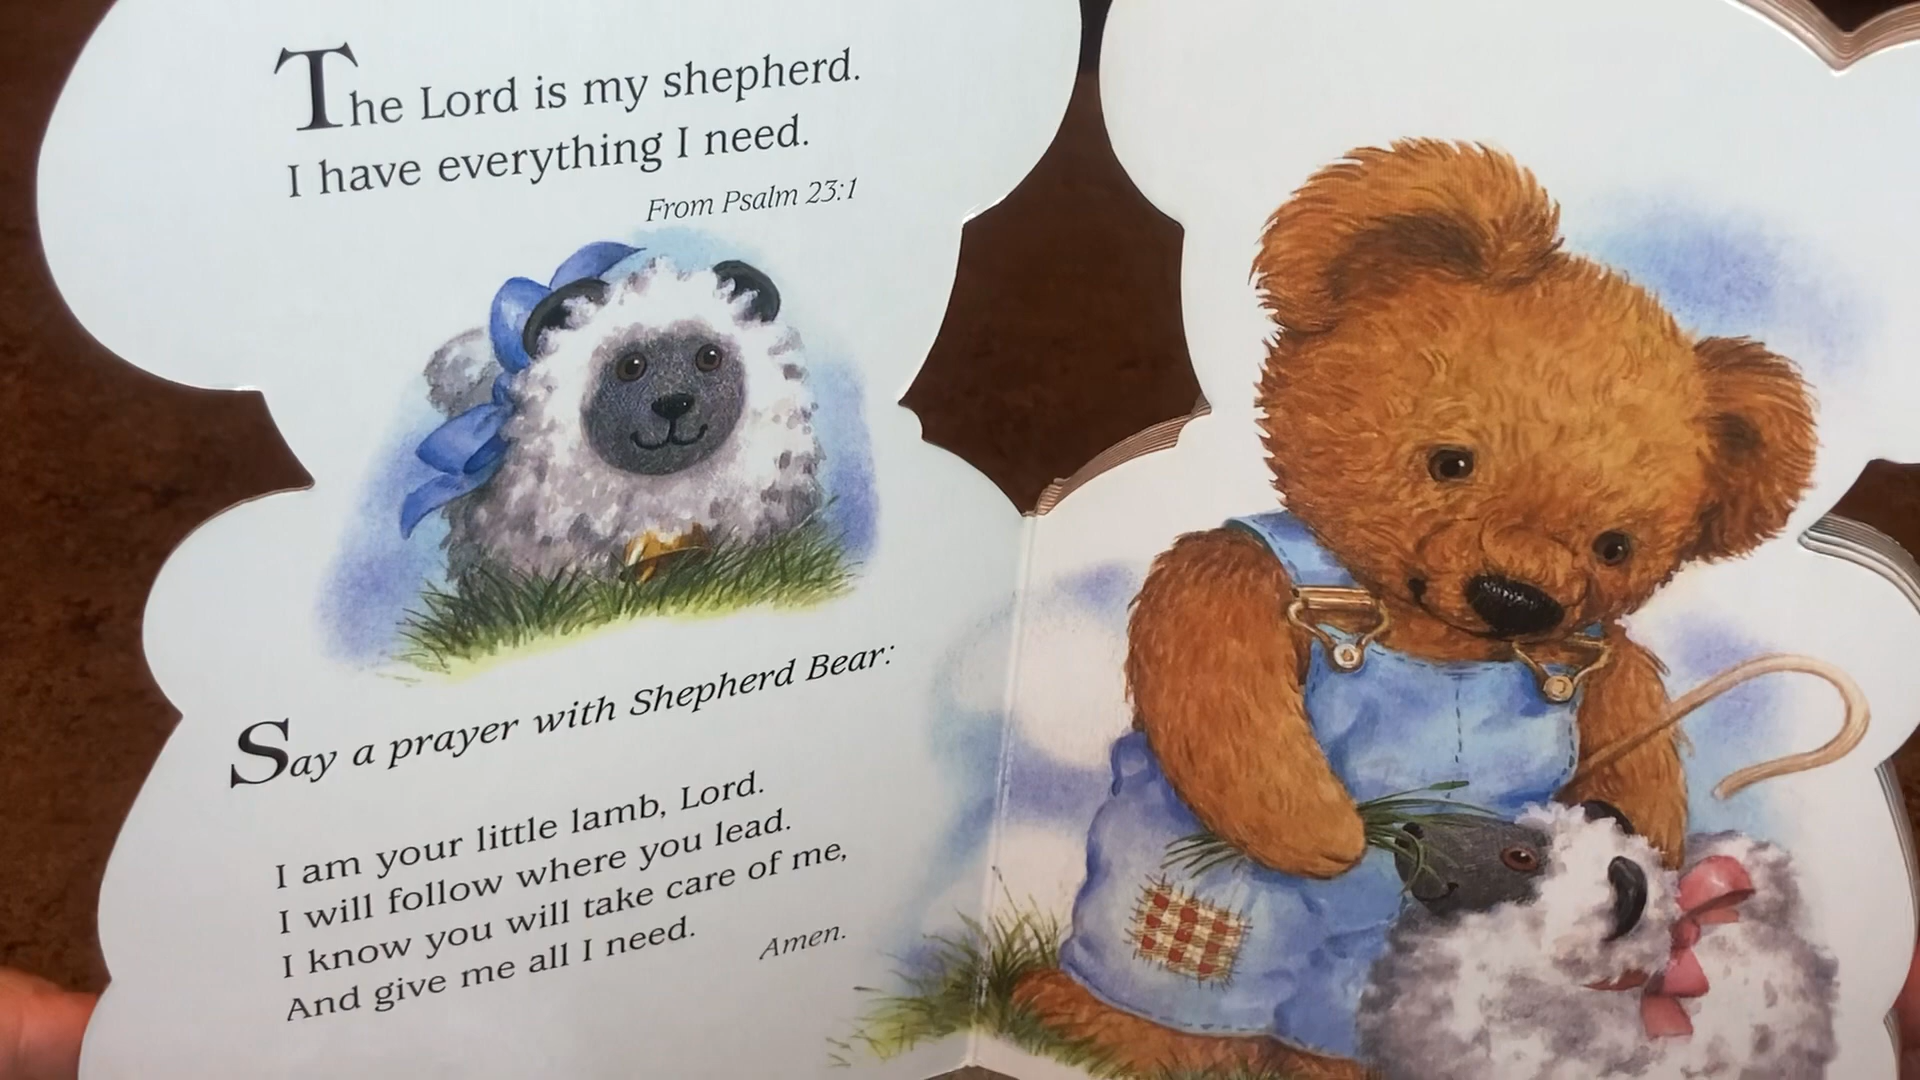 The Lord is my shepherd.
I have everything I need.
From Psalm 23:1
Say a prayer with Shepherd Bear:
I am your little lamb, Lord.
I will follow where you lead.
I know you will take care of me,
And give me all I need.
Amen.